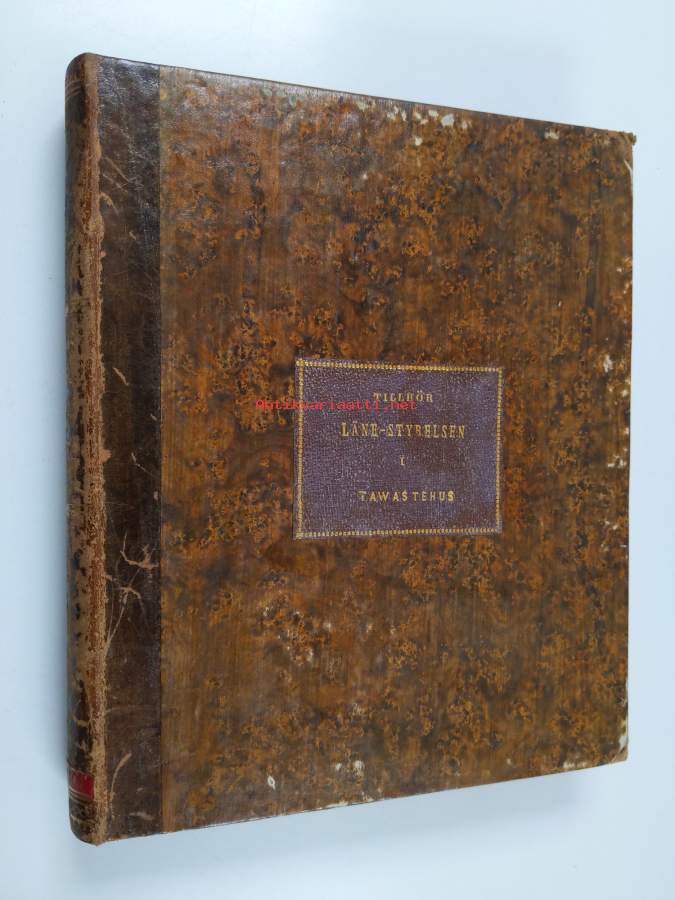 TILLHÖR
Antikvariaatti.net
LÄNE-STYRELSEN
I
TAWASTEHUS